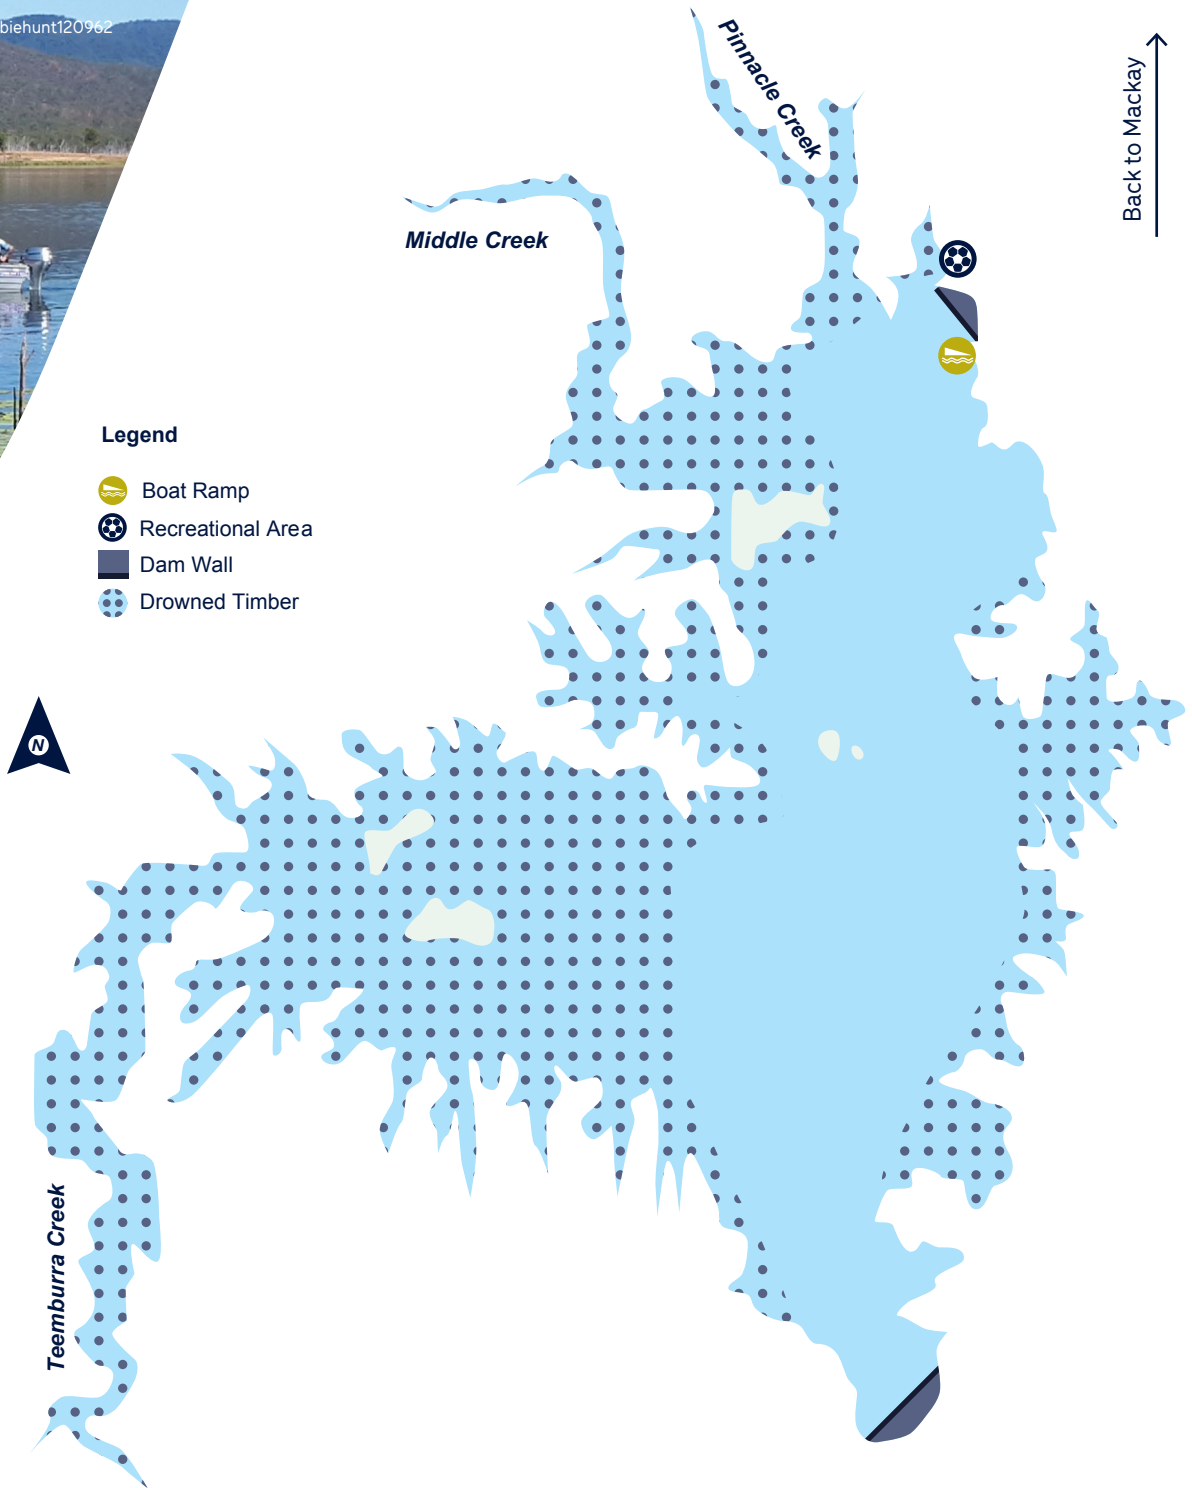 biehunt120962
Pinnacle Creek
Back to Mackay
Middle Creek
Legend
Boat Ramp
Recreational Area
Dam Wall
Drowned Timber
N
Teemburra Creek